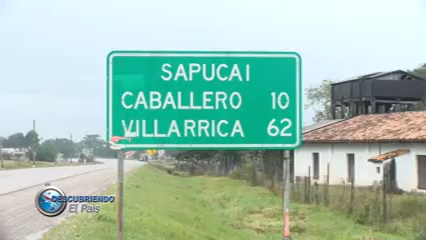 SAPUCAI
CABALLERO 10
VILLARRICA 62
DESCUBRIENDO
El País